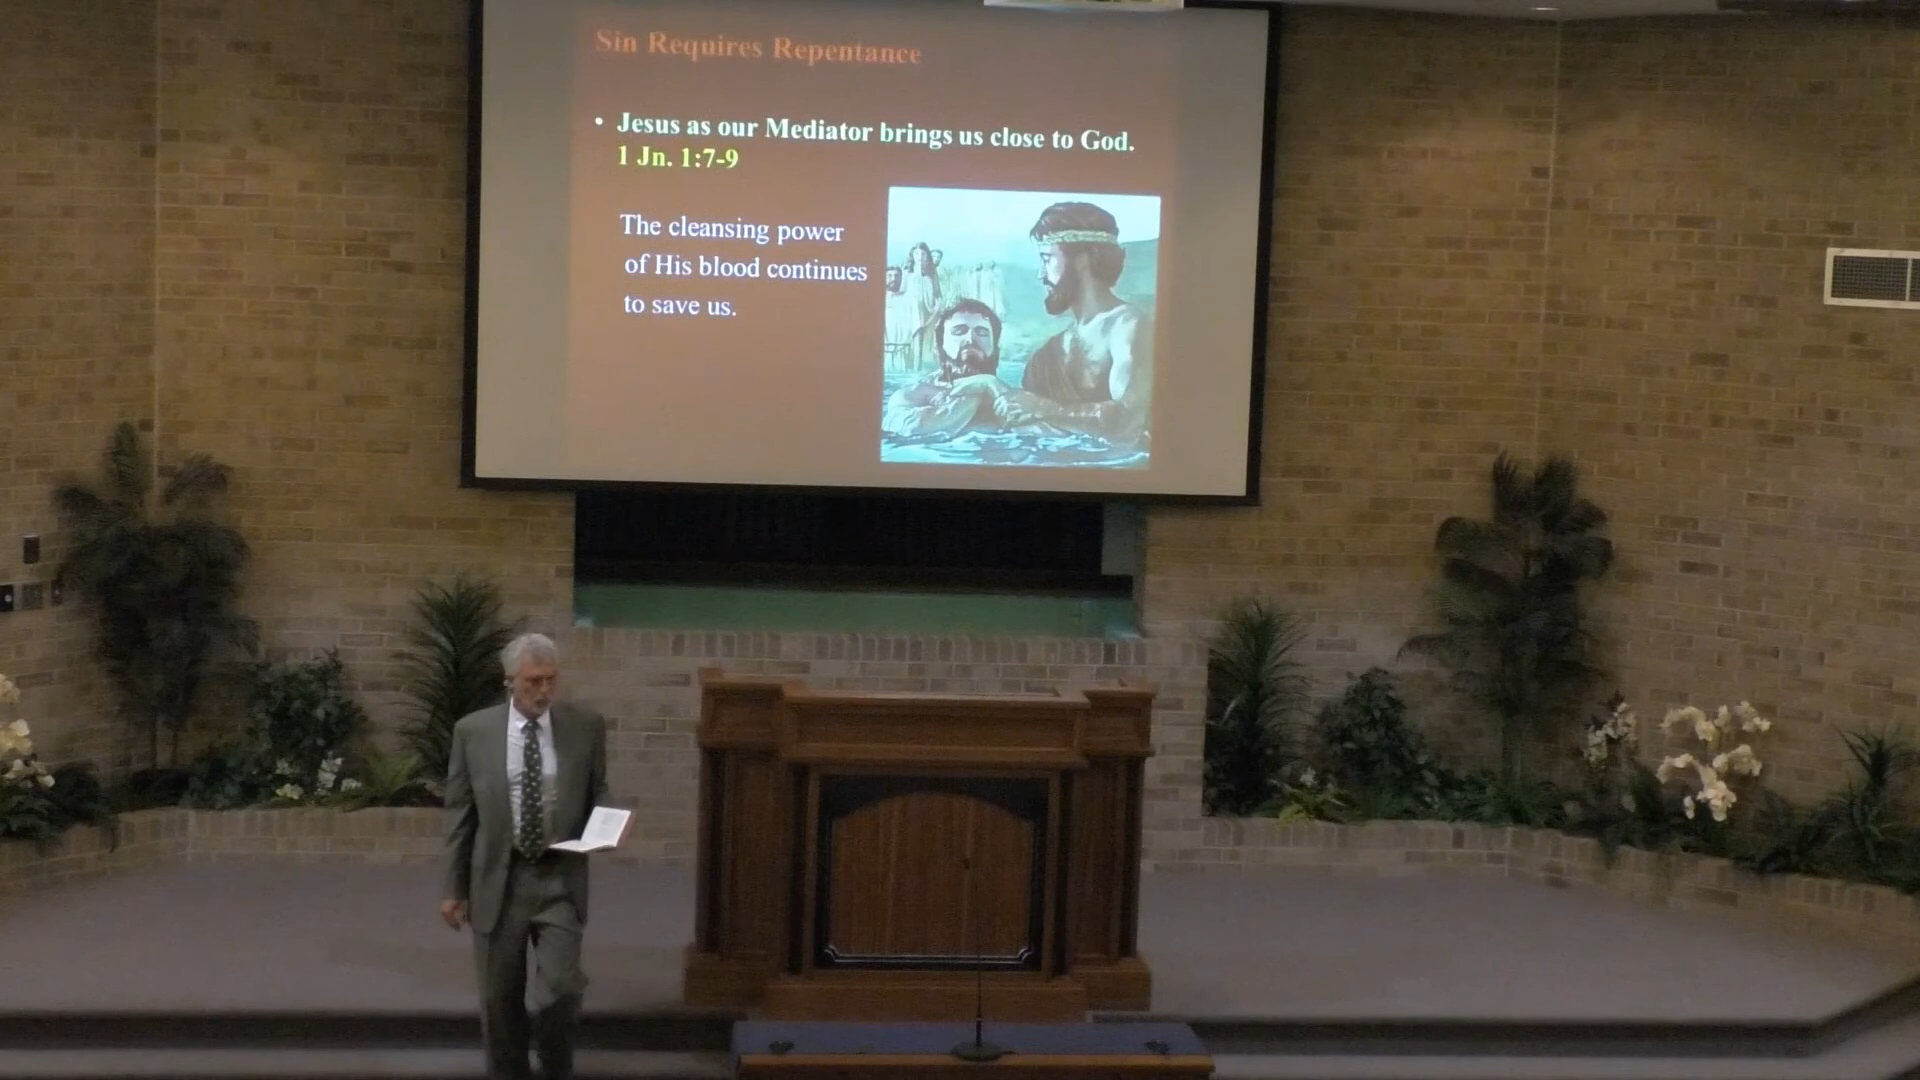 Sin Requires Repentance
• Jesus as our Mediator brings us close to God.
1 Jn. 1:7-9
The cleansing power
of His blood continues
to save us.